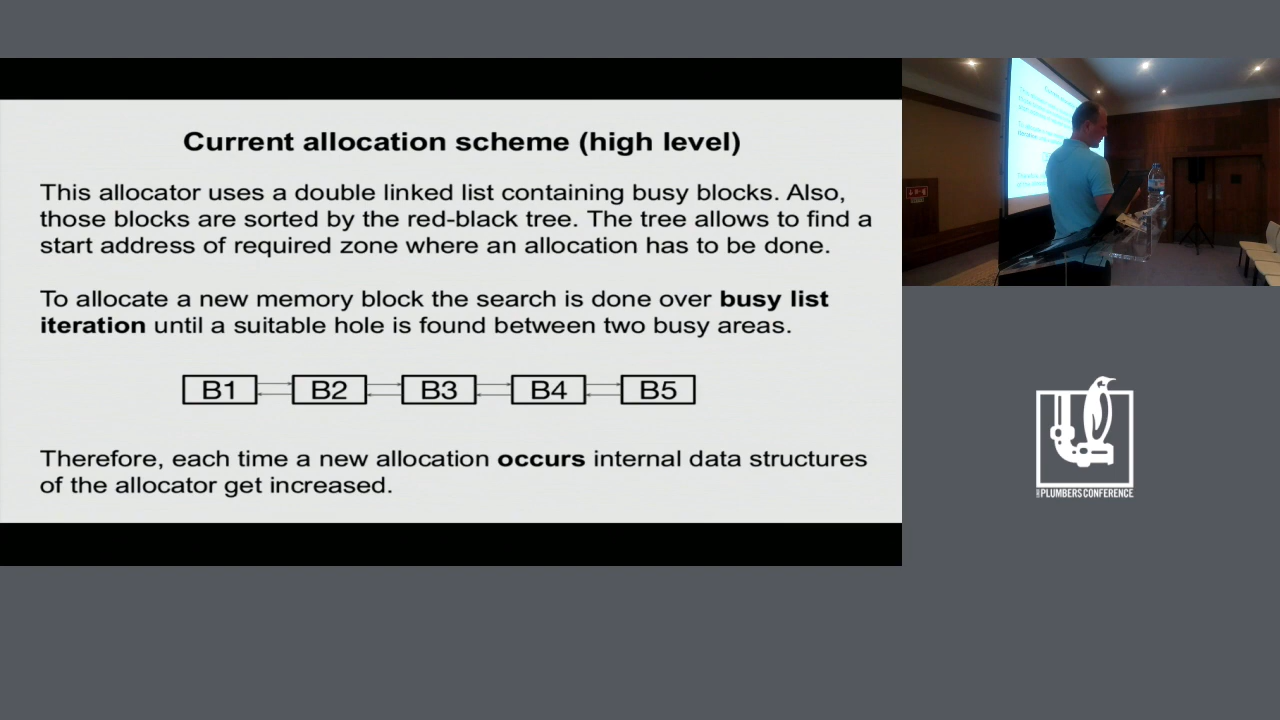 Current allocation scheme (high level)
This allocator uses a double linked list containing busy blocks. Also,
those blocks are sorted by the red-black tree. The tree allows to find a
start address of required zone where an allocation has to be done.
To allocate a new memory block the search is done over busy list
iteration until a suitable hole is found between two busy areas.
B1 B2 B3 B4 B5
Therefore, each time a new allocation occurs internal data structures
of the allocator get increased.
PLUMBERS CONFERENCE